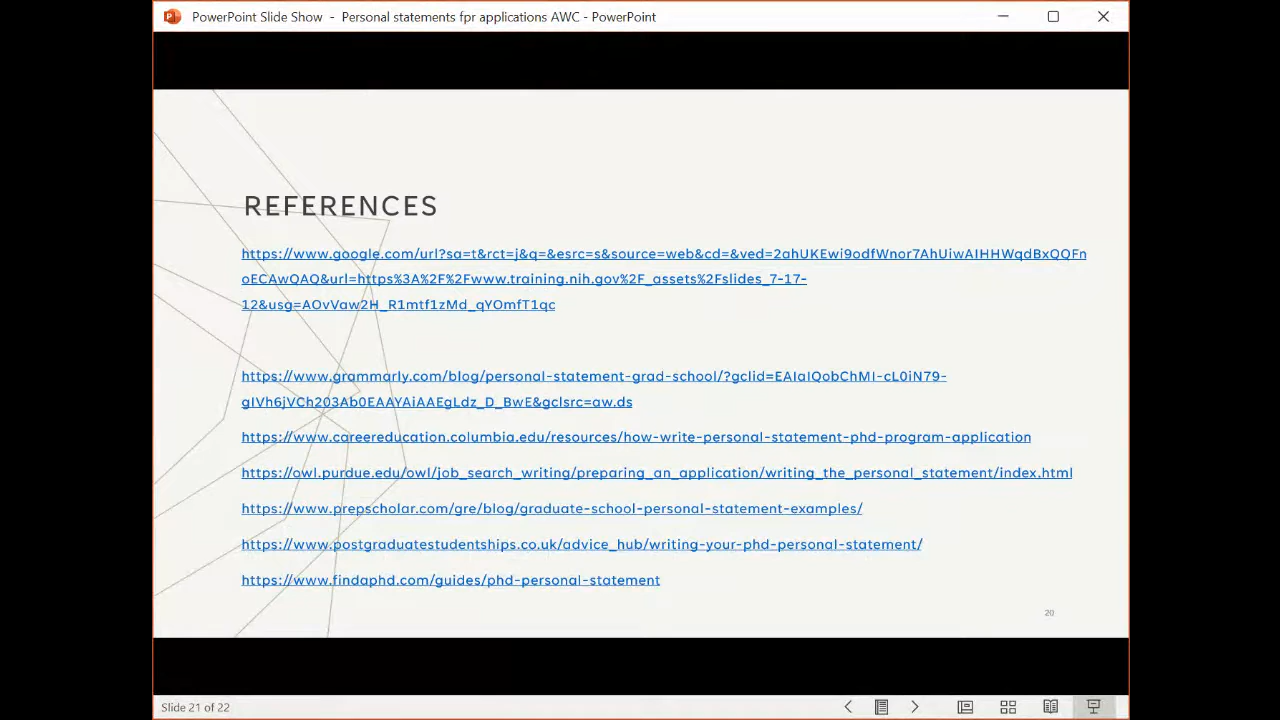 PowerPoint Slide Show - Personal statements fpr applications AWC - PowerPoint
REFERENCES
https://www.google.com/url?sa=t&rct=j&q=&esrc=s&source=web&cd=&ved=2ahUKEwi9odfWnor7AhUiwAIHHWqdBxQQFn
oECAwQAQ&url=https%3A%2F%2Fwww.training.nih.gov%2F_assets%2Fslides_7-17-
12&usg=AOvVaw2H_R1mtf1zMd_qYOmfT1qc
https://www.grammarly.com/blog/personal-statement-grad-school/?gclid=EAIaIQobChMI-cL0iN79-
gIVh6jVCh203Ab0EAAYAiAAEgLdz_D_BwE&gclsrc=aw.ds
https://www.careereducation.columbia.edu/resources/how-write-personal-statement-phd-program-application
https://owl.purdue.edu/owl/job_search_writing/preparing_an_application/writing_the_personal_statement/index.html
https://www.prepscholar.com/gre/blog/graduate-school-personal-statement-examples/
https://www.postgraduatestudentships.co.uk/advice_hub/writing-your-phd-personal-statement/
https://www.findaphd.com/guides/phd-personal-statement
20
Slide 21 of 22